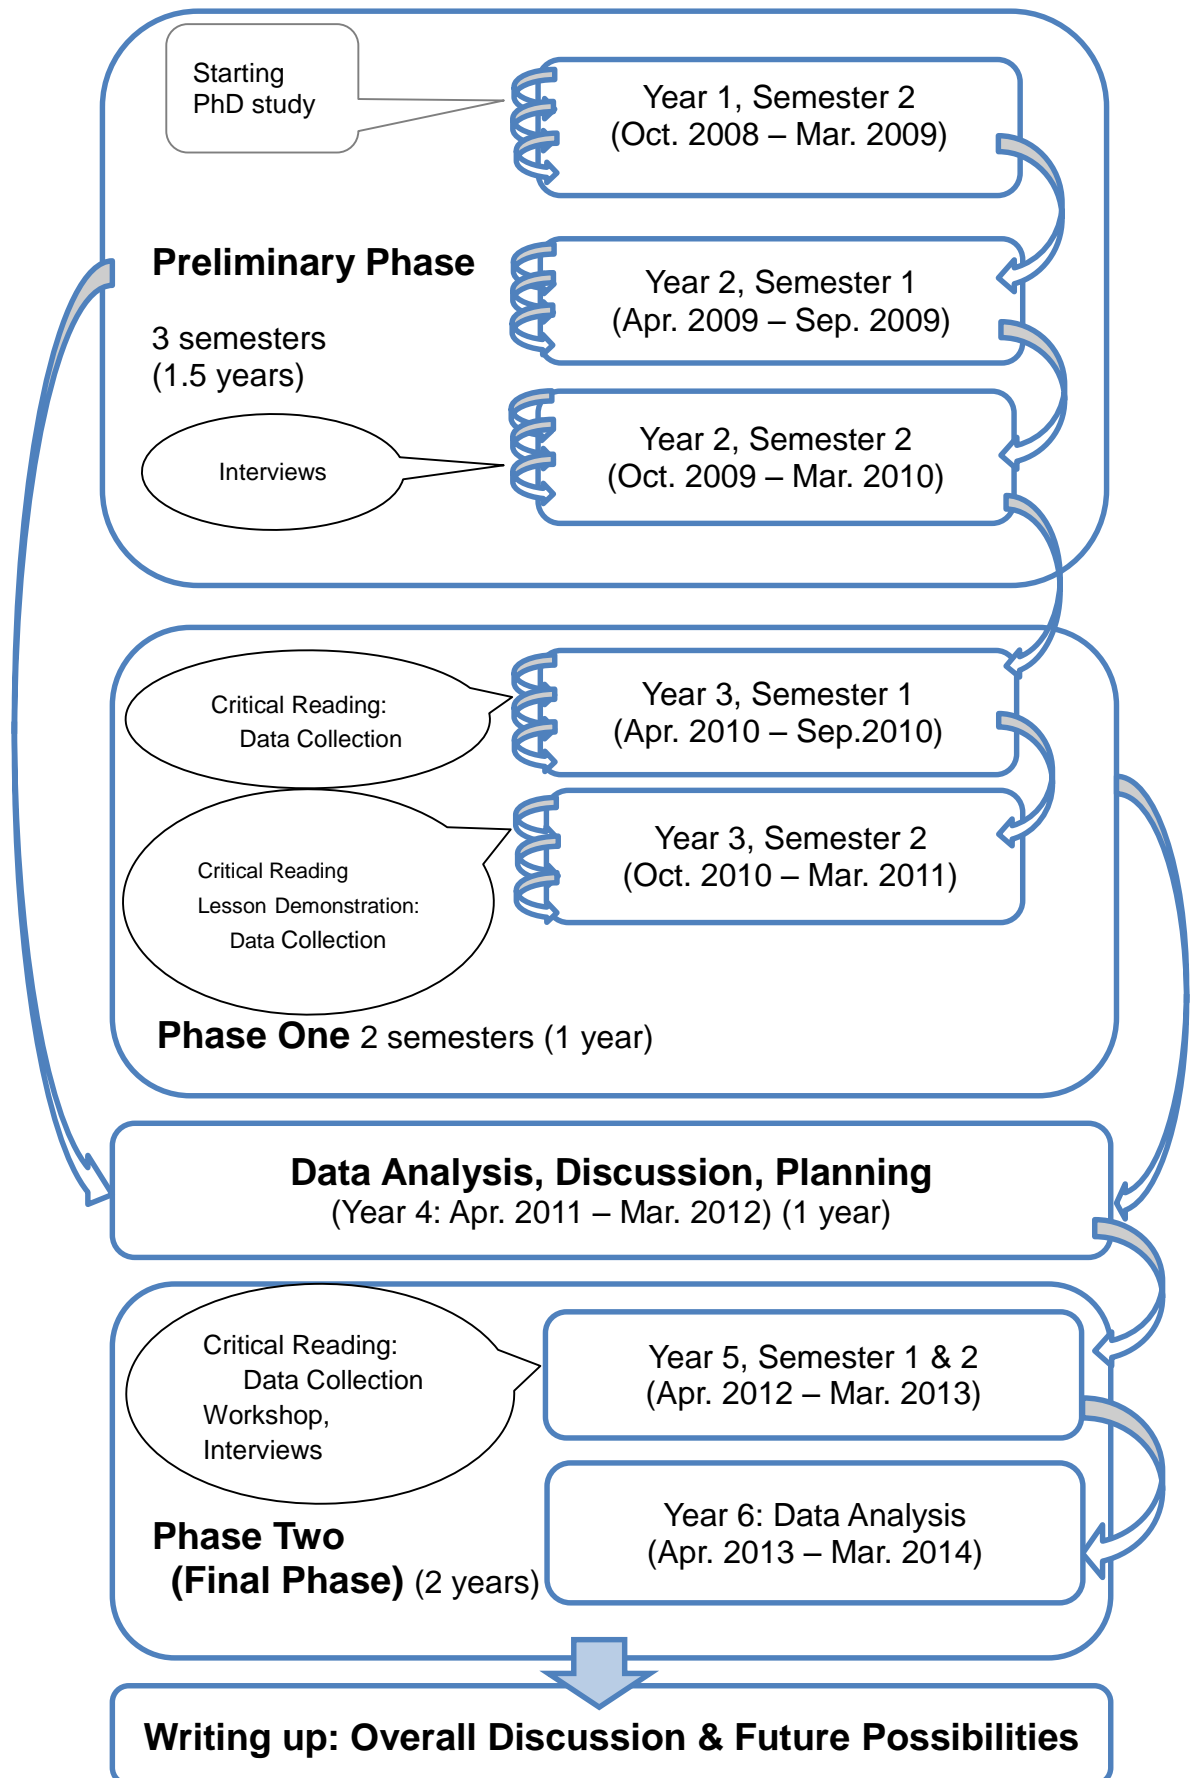 Starting
PhD study
Year 1, Semester 2
(Oct. 2008 – Mar. 2009)
Preliminary Phase
3 semesters
(1.5 years)
Year 2, Semester 1
(Apr. 2009 – Sep. 2009)
Interviews
Year 2, Semester 2
(Oct. 2009 – Mar. 2010)
Critical Reading:
Data Collection
Year 3, Semester 1
(Apr. 2010 – Sep.2010)
Critical Reading
Lesson Demonstration:
Data Collection
Year 3, Semester 2
(Oct. 2010 – Mar. 2011)
Phase One 2 semesters (1 year)
Data Analysis, Discussion, Planning
(Year 4: Apr. 2011 – Mar. 2012) (1 year)
Critical Reading:
Data Collection
Workshop,
Interviews
Year 5, Semester 1 & 2
(Apr. 2012 – Mar. 2013)
Year 6: Data Analysis
(Apr. 2013 – Mar. 2014)
Phase Two
(Final Phase) (2 years)
Writing up: Overall Discussion & Future Possibilities